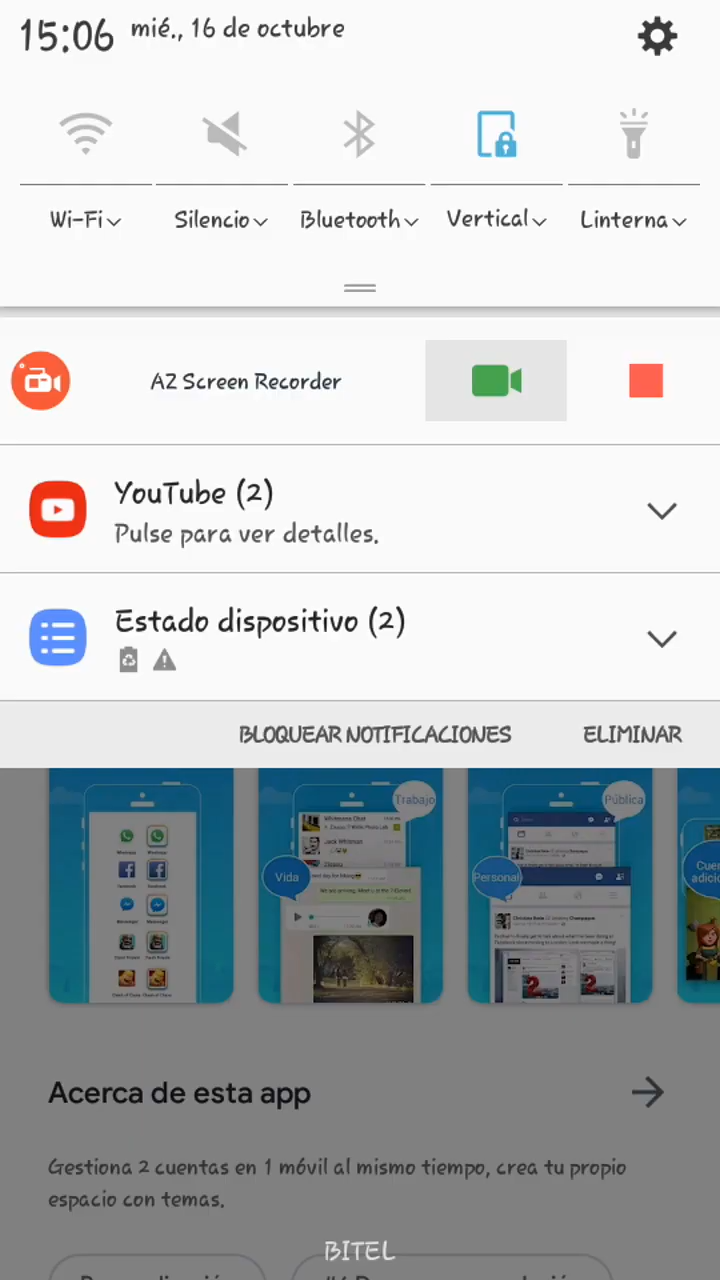 15:06 mié., 16 de octubre
Wi-Fi Silencio Bluetooth Vertical Linterna
AZ Screen Recorder
YouTube (2)
Pulse para ver detalles.
Estado dispositivo (2)
BLOQUEAR NOTIFICACIONES ELIMINAR
Trabajo
Pública
Vida
Personal
Acerca de esta app
Gestiona 2 cuentas en 1 móvil al mismo tiempo, crea tu propio
espacio con temas.
BITEL